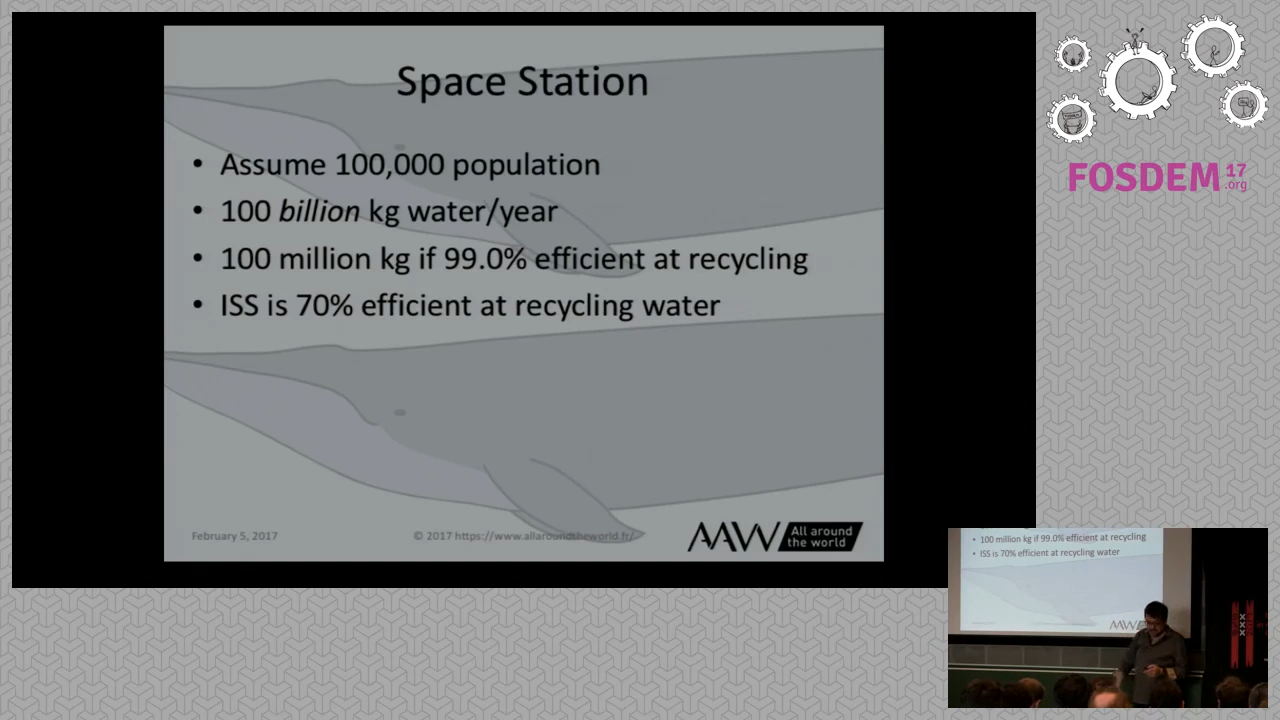 Space Station
• Assume 100,000 population
• 100 billion kg water/year
• 100 million kg if 99.0% efficient at recycling
• ISS is 70% efficient at recycling water
February 5, 2017
© 2017 https://www.allaroundtheworld.fr/
AAW All around
the world
FOSDEM 17
.org
100 million kg if 99.0% efficient at recycling
• ISS is 70% efficient at recycling water